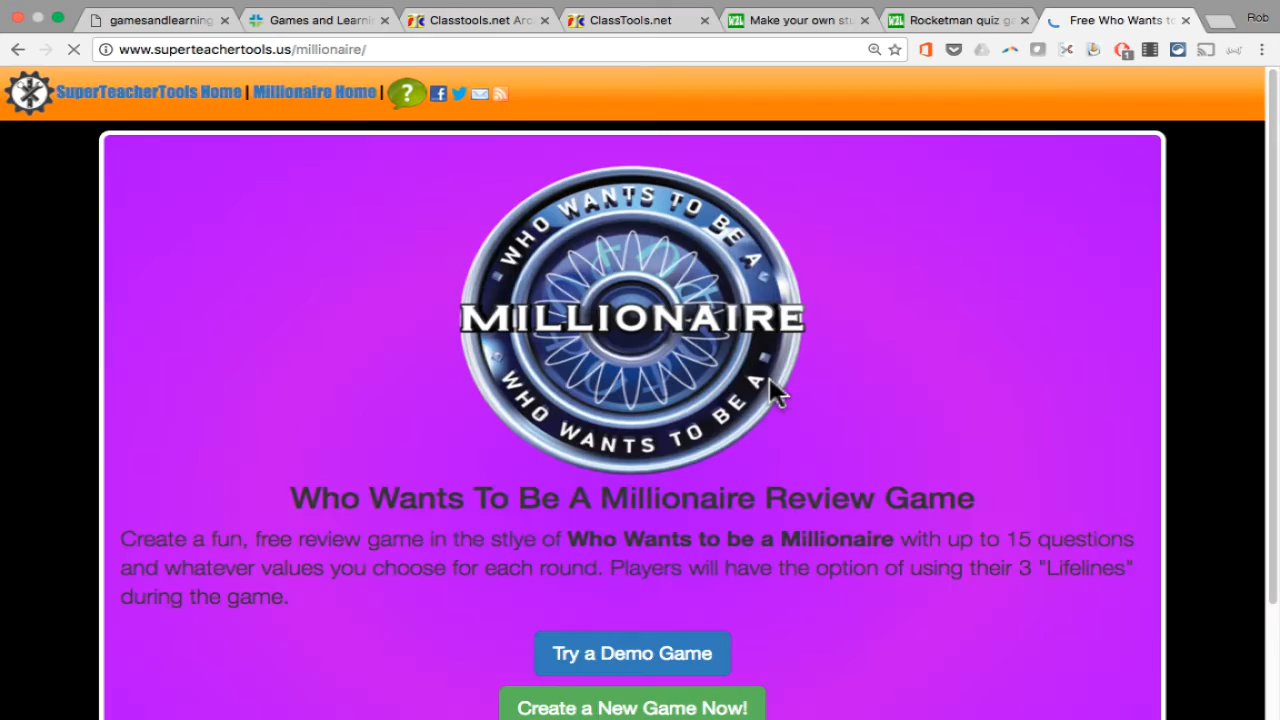 gamesandlearning
Games and Learnin
Classtools.net Arc
ClassTools.net
Make your own stu
Rocketman quiz ga
Free Who Wants to
Rob
www.superteachertools.us/millionaire/
1
SuperTeacherTools Home | Millionaire Home |
?
WHO WANTS TO BE A
MILLIONAIRE
WHO WANTS TO BE A
Who Wants To Be A Millionaire Review Game
Create a fun, free review game in the stlye of Who Wants to be a Millionaire with up to 15 questions
and whatever values you choose for each round. Players will have the option of using their 3 "Lifelines"
during the game.
Try a Demo Game
Create a New Game Now!